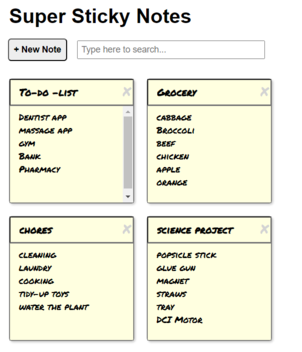 Super Sticky Notes
+ New Note
Type here to search...
To-do -list
Dentist app
massage app
gym
Bank
Pharmacy
Grocery
cabbage
Broccoli
beef
chicken
apple
orange
chores
cleaning
laundry
cooking
tidy-up toys
water the plant
science project
popsicle stick
glue gun
magnet
straws
tray
DCI Motor